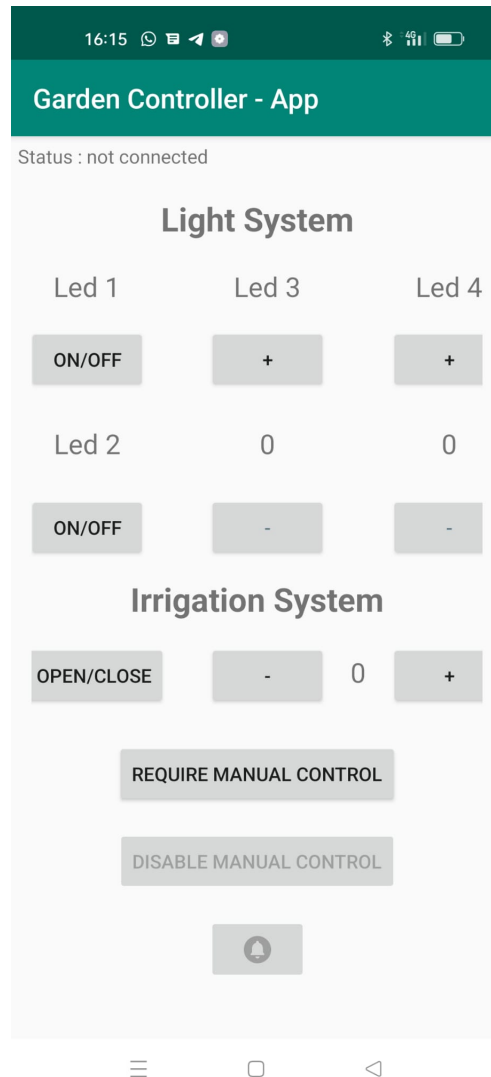 16:15 4G
Garden Controller - App
Status : not connected
Light System
Led 1 Led 3 Led 4
ON/OFF + +
Led 2 0 0
ON/OFF - -
Irrigation System
OPEN/CLOSE - 0 +
REQUIRE MANUAL CONTROL
DISABLE MANUAL CONTROL